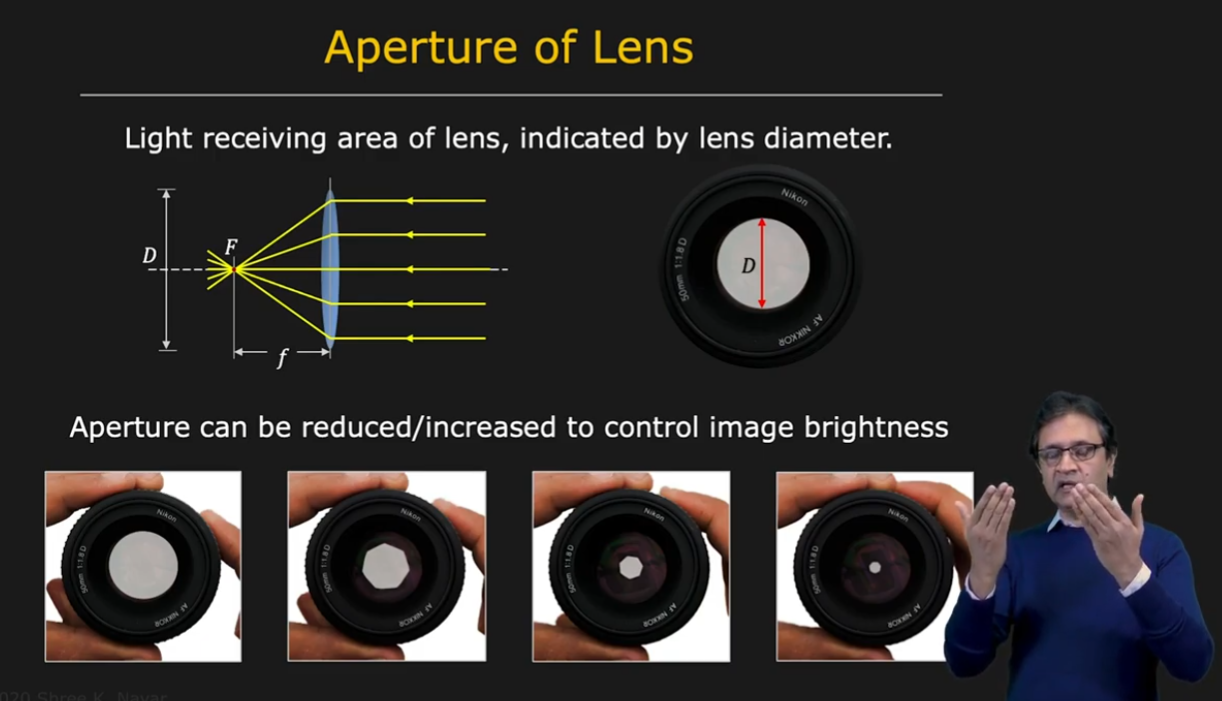 Aperture of Lens
Light receiving area of lens, indicated by lens diameter.
D
F
f
Nikon
50mm 1:1.8 D
D
AF NIKKOR
Aperture can be reduced/increased to control image brightness
Nikon
50mm 1:1.8 D
AF NIKKOR
Nikon
50mm 1:1.8 D
AF NIKKOR
Nikon
50mm 1:1.8 D
AF NIKKOR
Nikon
50mm 1:1.8 D
AF NIKKOR
020 Shree K. Nayar